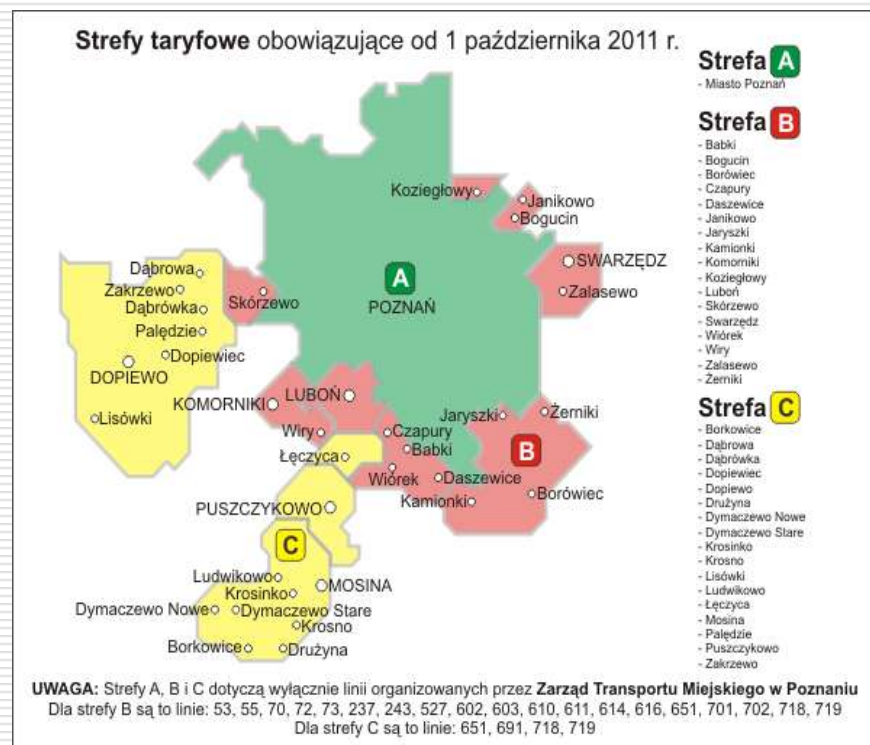 Strefy taryfowe obowiązujące od 1 października 2011 r.
Strefa A
- Miasto Poznań
Strefa B
- Babki
- Bogucin
- Borówiec
- Czapury
- Daszewice
- Janikowo
- Jaryszki
- Kamionki
- Komorniki
- Koziegłowy
- Luboń
- Skórzewo
- Swarzędz
- Wiórek
- Wiry
- Zalasewo
- Żerniki
Strefa C
- Borkowice
- Dąbrowa
- Dąbrówka
- Dopiewiec
- Dopiewo
- Drużyna
- Dymaczewo Nowe
- Dymaczewo Stare
- Krosinko
- Krosno
- Lisówki
- Ludwikowo
- Łęczyca
- Mosina
- Palędzie
- Puszczykowo
- Zakrzewo
Koziegłowy
Janikowo
Bogucin
SWARZĘDZ
Zalasewo
A
POZNAŃ
Dąbrowa
Zakrzewo
Dąbrówka
Palędzie
Dopiewiec
DOPIEWO
Lisówki
Skórzewo
KOMORNIKI
LUBOŃ
Wiry
Łęczyca
Czapury
Babki
Wiórek
Daszewice
Kamionki
Jaryszki
Żerniki
B
Borówiec
PUSZCZYKOWO
C
Ludwikowo
MOSINA
Krosinko
Dymaczewo Nowe
Dymaczewo Stare
Krosno
Borkowice
Drużyna
UWAGA: Strefy A, B i C dotyczą wyłącznie linii organizowanych przez Zarząd Transportu Miejskiego w Poznaniu
Dla strefy B są to linie: 53, 55, 70, 72, 73, 237, 243, 527, 602, 603, 610, 611, 614, 616, 651, 701, 702, 718, 719
Dla strefy C są to linie: 651, 691, 718, 719